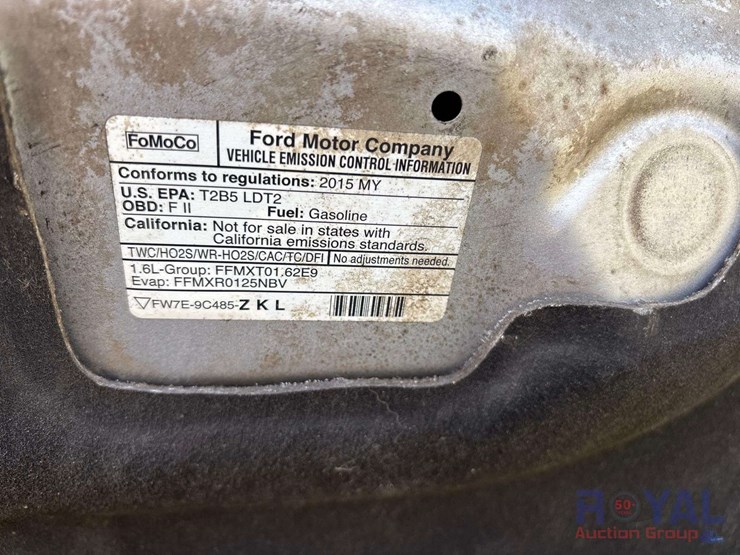 FoMoCo
Ford Motor Company
VEHICLE EMISSION CONTROL INFORMATION
Conforms to regulations: 2015 MY
U.S. EPA: T2B5 LDT2
OBD: F II Fuel: Gasoline
California: Not for sale in states with
California emissions standards.
TWC/HO2S/WR-HO2S/CAC/TC/DFI No adjustments needed.
1.6L-Group: FFMXT01.62E9
Evap: FFMXR0125NBV
FW7E-9C485-Z K L
50
ROYAL
Auction Group